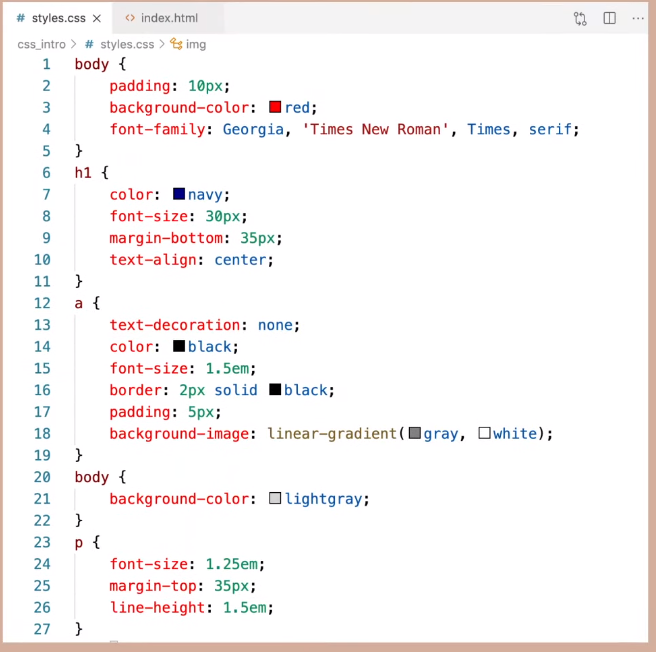 # styles.css × <> index.html ...
css_intro > # styles.css > img
1 body {
2 padding: 10px;
3 background-color: red;
4 font-family: Georgia, 'Times New Roman', Times, serif;
5 }
6 h1 {
7 color: navy;
8 font-size: 30px;
9 margin-bottom: 35px;
10 text-align: center;
11 }
12 a {
13 text-decoration: none;
14 color: black;
15 font-size: 1.5em;
16 border: 2px solid black;
17 padding: 5px;
18 background-image: linear-gradient(gray, white);
19 }
20 body {
21 background-color: lightgray;
22 }
23 p {
24 font-size: 1.25em;
25 margin-top: 35px;
26 line-height: 1.5em;
27 }